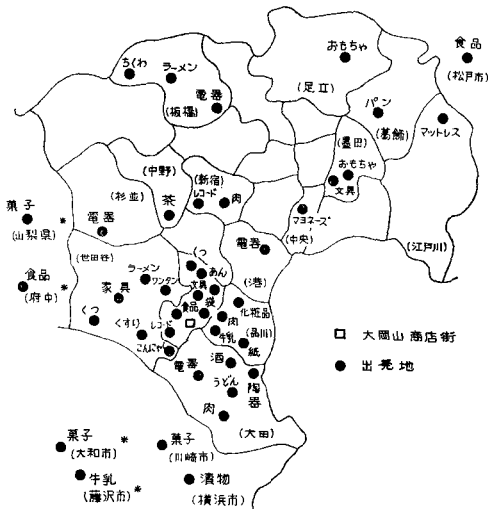 おもちゃ
食品
(松戸市)
ちくわ
ラーメン
(足立)
電器
(板橋)
パン
(葛飾)
マットレス
(墨田)
おもちゃ
文具
(中野)
(新宿)
レコード
肉
(杉並)
茶
菓子
(山梨県)
*
電器
マヨネーズ
(中央)
(江戸川)
電器
(港)
(世田谷)
くつ
あん
食品
(府中)
*
ラーメン
ワンタン
家具
文具
食品
袋
化粧品
くつ
くすり
レコード
肉
(品川)
牛乳
紙
こんにゃく
□ 大岡山商店街
● 出発地
電器
酒
うどん
陶器
肉
(大田)
菓子
(大和市)
*
菓子
(川崎市)
牛乳
(藤沢市)
*
漬物
(横浜市)